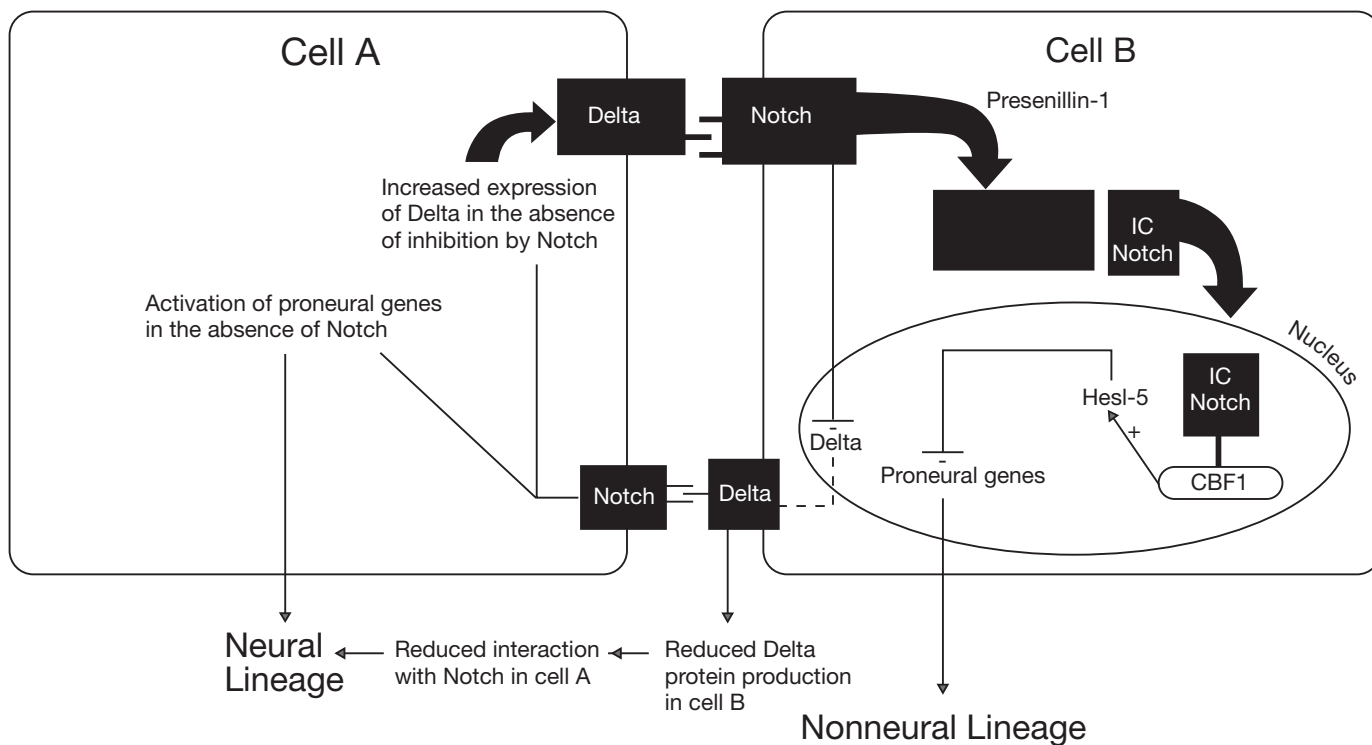 Cell A
Cell B
Delta
Notch
Presenillin-1
Increased expression
of Delta in the absence
of inhibition by Notch
IC
Notch
Activation of proneural genes
in the absence of Notch
Nucleus
IC
Notch
Hesl-5
+
Delta
Proneural genes
CBF1
Notch
Delta
Neural
Lineage
Reduced interaction
with Notch in cell A
Reduced Delta
protein production
in cell B
Nonneural Lineage